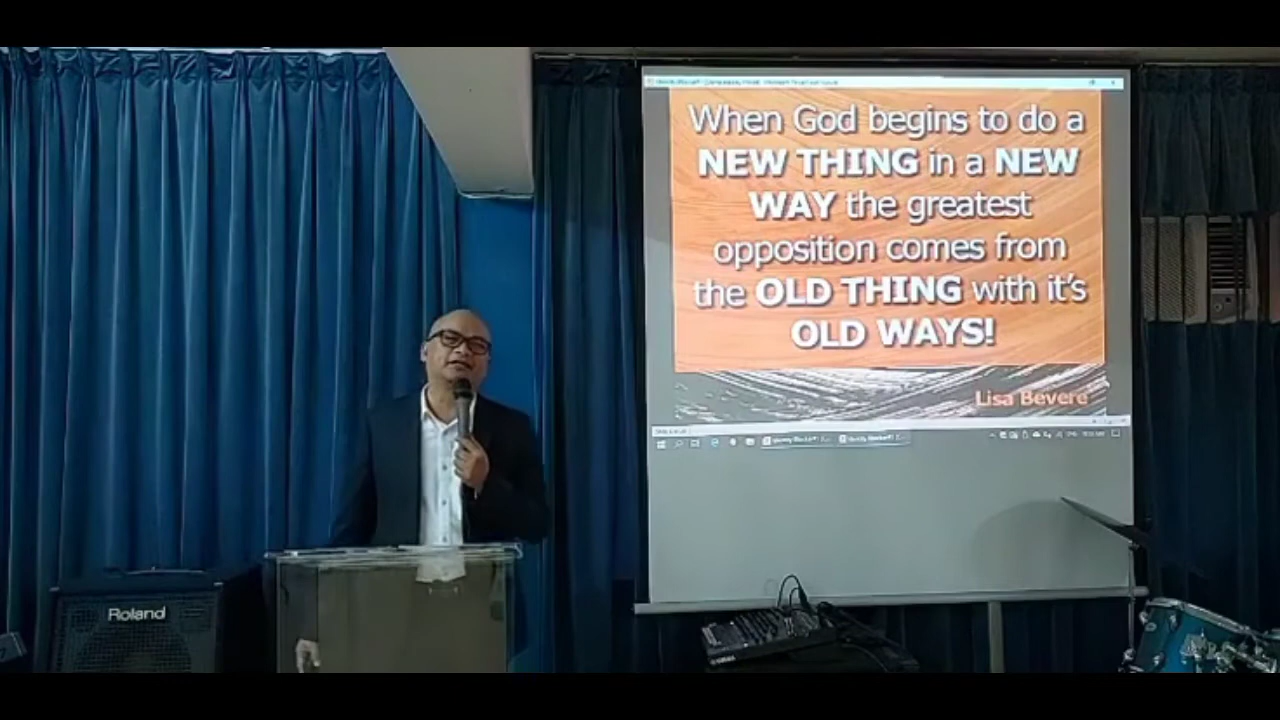 When God begins to do a
NEW THING in a NEW
WAY the greatest
opposition comes from
the OLD THING with it's
OLD WAYS!
Lisa Bevere
Roland